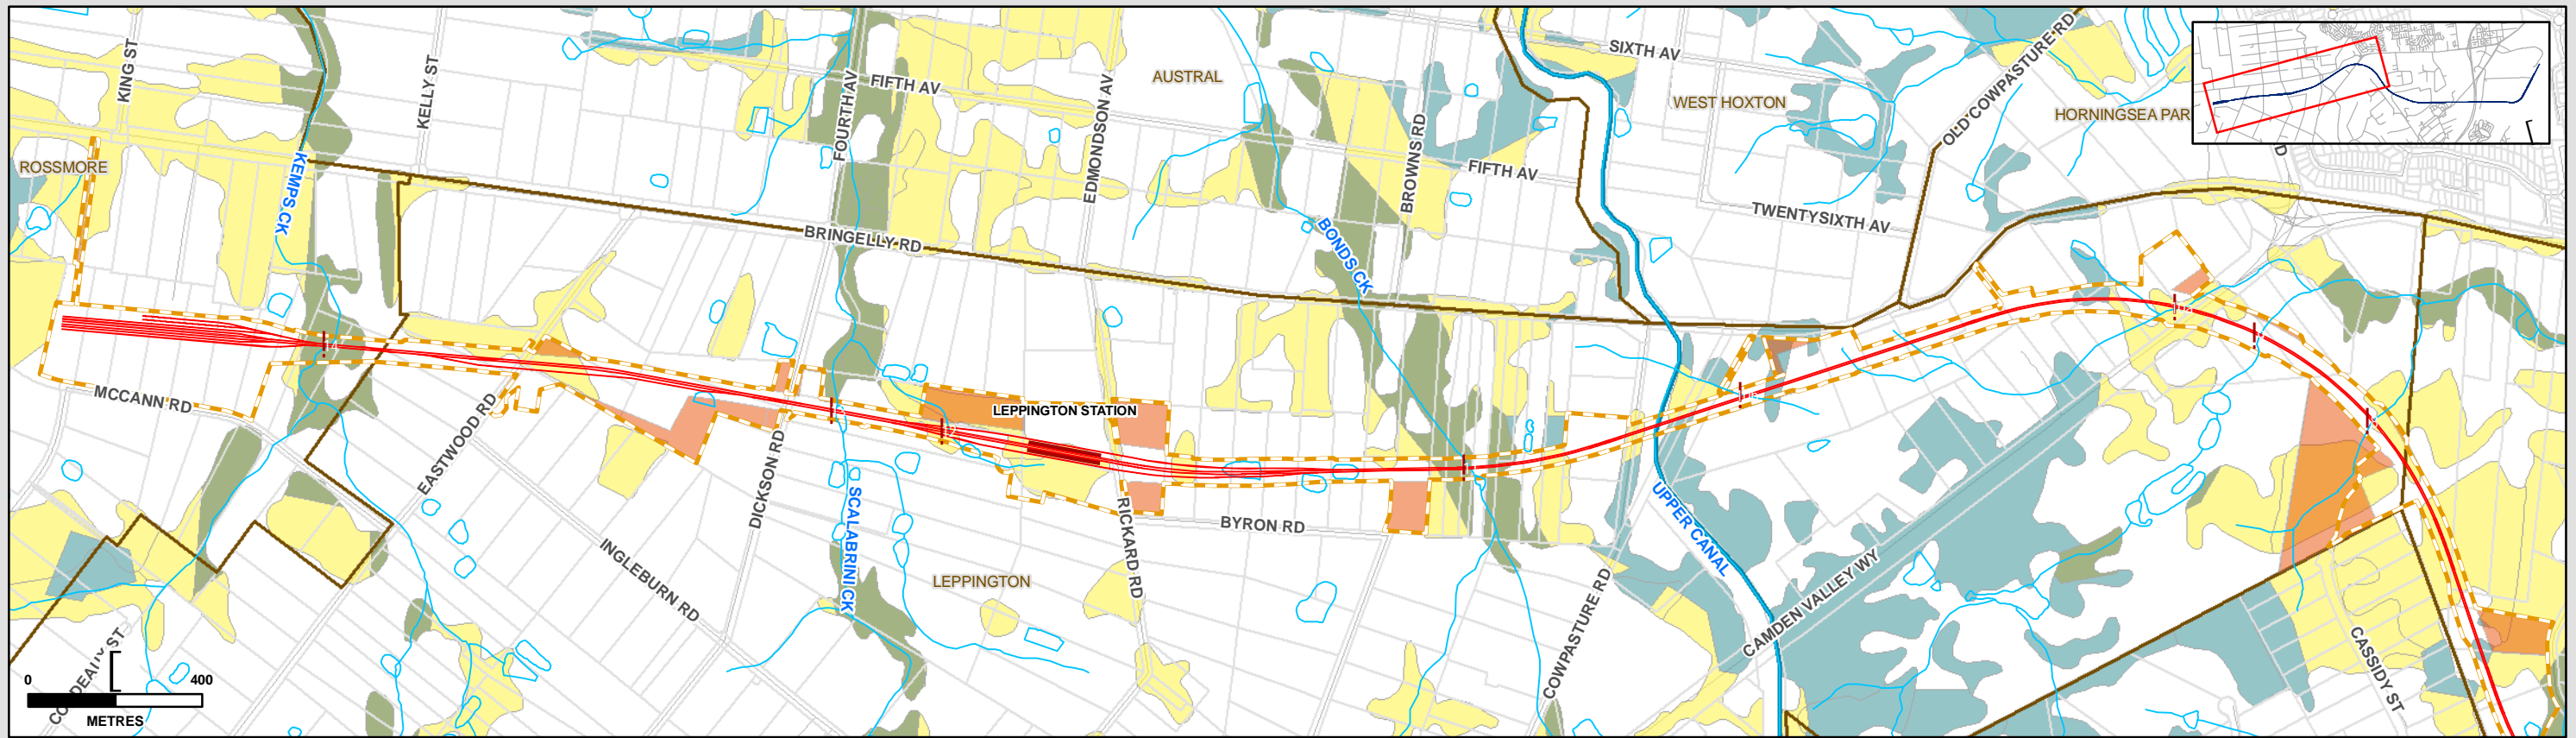 KING ST
KELLY ST
FOURTH AV
FIFTH AV
EDMONDSON AV
AUSTRAL
BROWNS RD
FIFTH AV
SIXTH AV
WEST HOXTON
OLD COWPASTURE RD
HORNINGSEA PAR
D
ROSSMORE
KEMPS CK
BRINGELLY RD
BONDS CK
TWENTYSIXTH AV
MCCANN RD
EASTWOOD RD
DICKSON RD
SCALABRINI CK
LEPPINGTON STATION
RICKARD RD
BYRON RD
INGLEBURN RD
LEPPINGTON
UPPER CANAL
COWPASTURE RD
CAMDEN VALLEY WY
CASSIDY ST
0 400
METRES